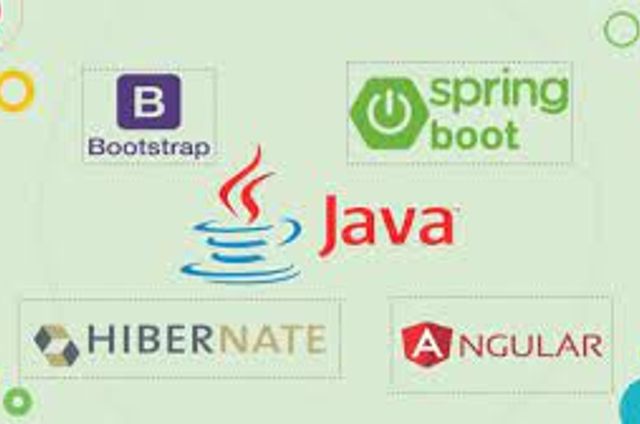 B
Bootstrap
spring
boot
Java
HIBERNATE
ANGULAR